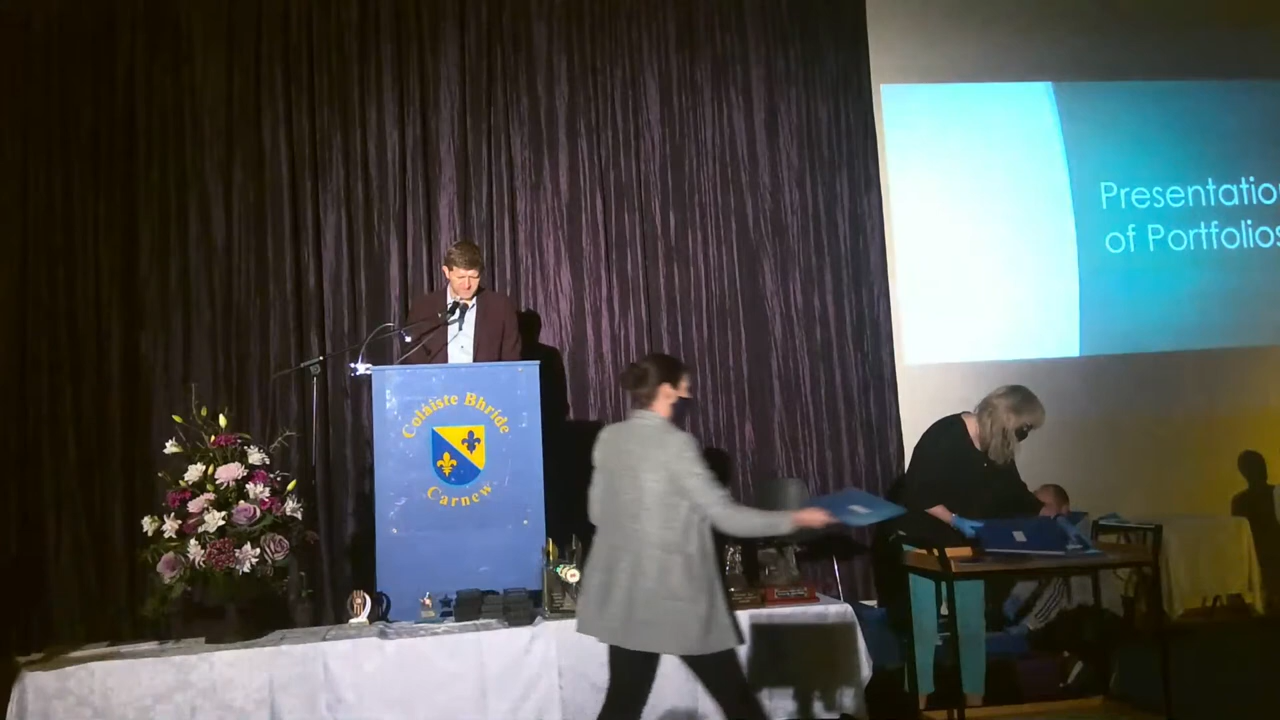 Coláiste Bhríde
Carnew
Presentatio
of Portfolios